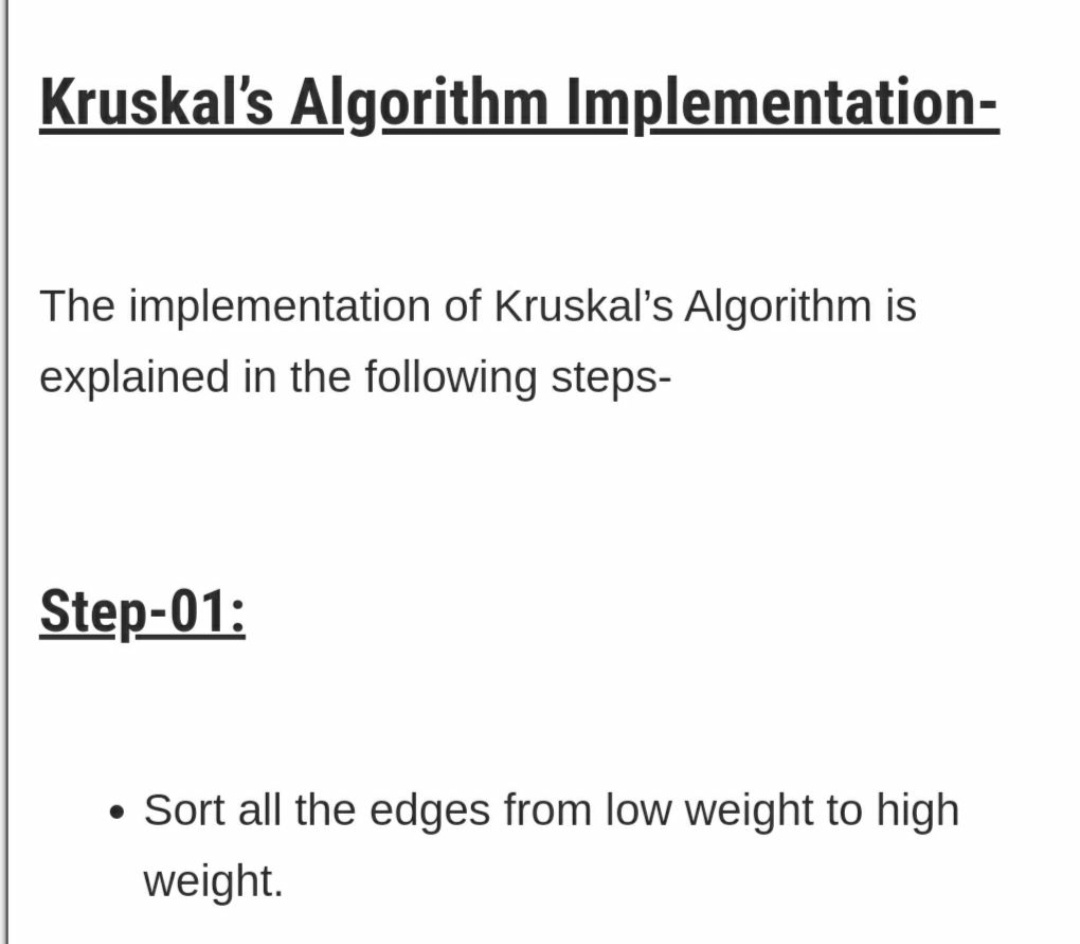 Kruskal’s Algorithm Implementation-
The implementation of Kruskal’s Algorithm is
explained in the following steps-
Step-01:
• Sort all the edges from low weight to high
weight.